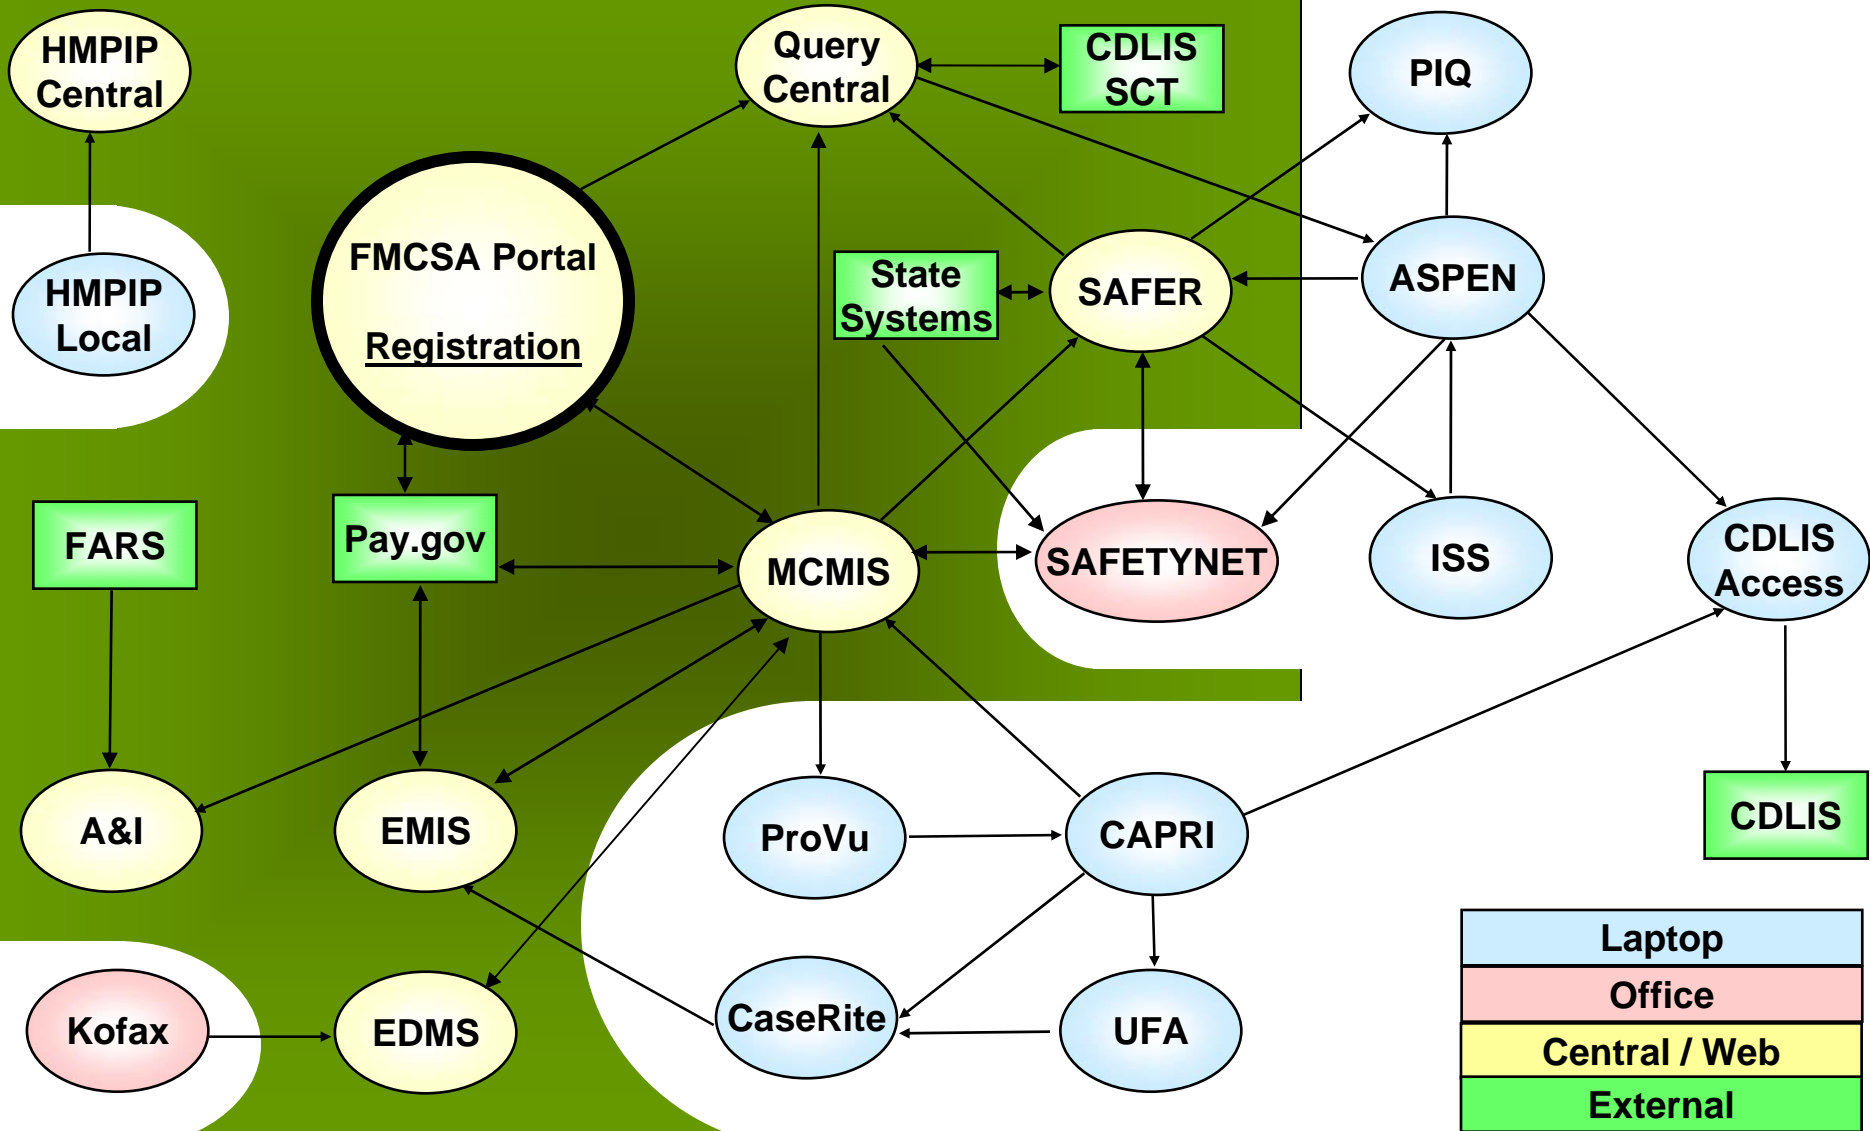 HMPIP
Central
Query
Central
CDLIS
SCT
PIQ
FMCSA Portal
Registration
HMPIP
Local
State
Systems
SAFER
ASPEN
FARS
Pay.gov
MCMIS
SAFETYNET
ISS
CDLIS
Access
A&I
EMIS
ProVu
CAPRI
CDLIS
Kofax
EDMS
CaseRite
UFA
Laptop
Office
Central / Web
External